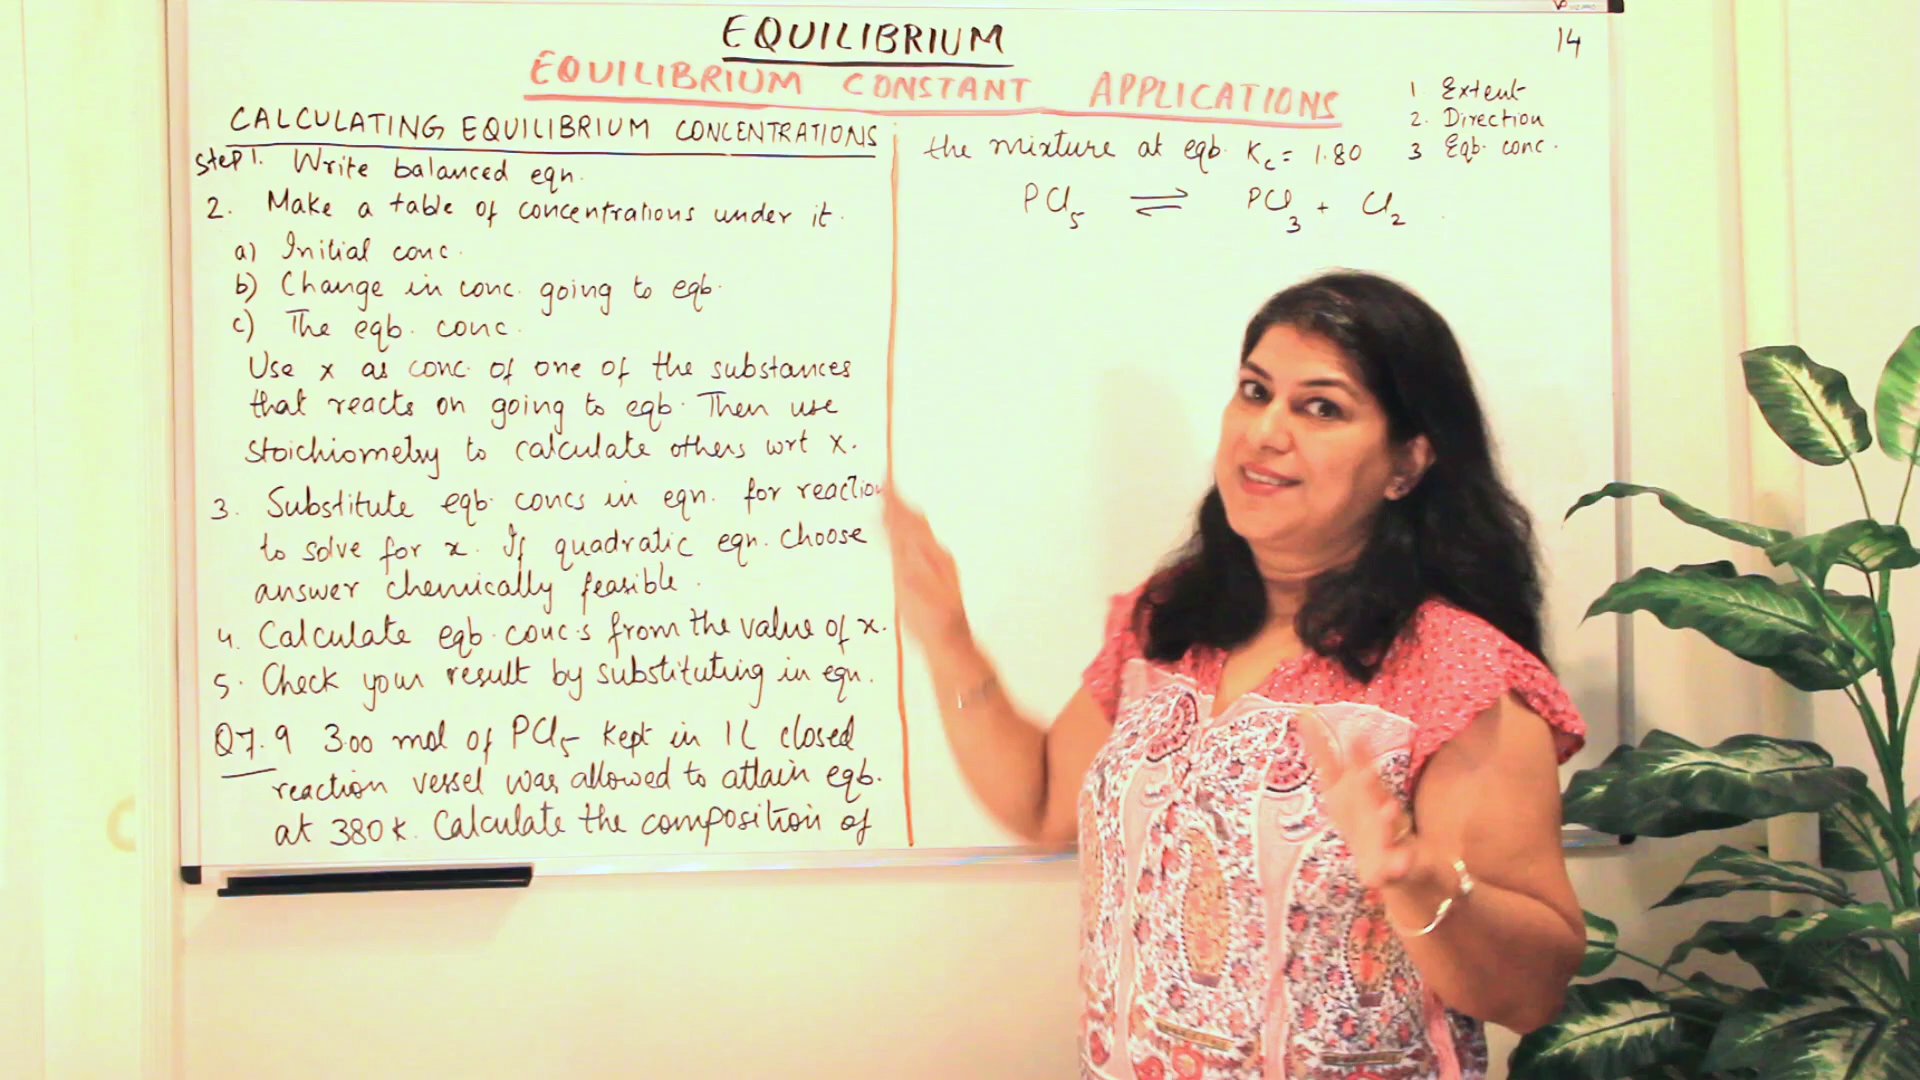 EQUILIBRIUM
14
EQUILIBRIUM CONSTANT APPLICATIONS
1 Extent
2. Direction
3 Eqb. conc.
CALCULATING EQUILIBRIUM CONCENTRATIONS
Step 1. Write balanced eqn.
2. Make a table of concentrations under it.
a) Initial conc.
b) Change in conc. going to eqb.
c) The eqb. conc.
Use x as conc. of one of the substances
that reacts on going to eqb. Then use
stoichiometry to calculate others wrt x.
3. Substitute eqb. concs in eqn. for reaction
to solve for x. If quadratic eqn. choose
answer chemically feasible.
4. Calculate eqb. conc.s from the value of x.
5. Check your result by substituting in eqn.
Q7.9 3.00 mol of PCl5 kept in 1L closed
reaction vessel was allowed to attain eqb.
at 380K. Calculate the composition of
the mixture at eqb. Kc = 1.80
PCl5 ⇌ PCl3 + Cl2